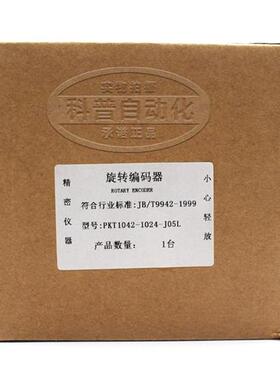 实物拍摄
科普自动化
承诺正品
旋转编码器
ROTARY ENCODER
符合行业标准:JB/T9942-1999
型号:PKT1042-1024-J05L
产品数量: 1台
精密仪器
小心轻放